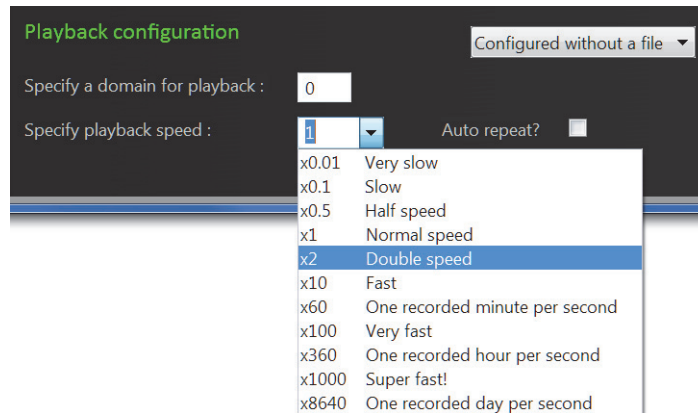 Playback configuration
Configured without a file
Specify a domain for playback : 0
Specify playback speed : 1 Auto repeat?
x0.01 Very slow
x0.1 Slow
x0.5 Half speed
x1 Normal speed
x2 Double speed
x10 Fast
x60 One recorded minute per second
x100 Very fast
x360 One recorded hour per second
x1000 Super fast!
x8640 One recorded day per second